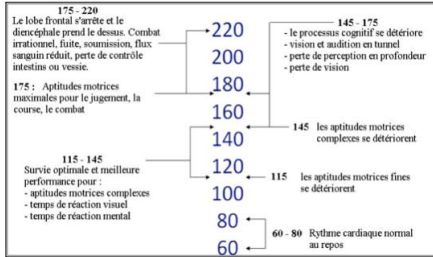 175 - 220
Le lobe frontal s'arrête et le
diencéphale prend le dessus. Combat
irrationnel, fuite, soumission, flux
sanguin réduit, perte de contrôle
intestins ou vessie.
175 : Aptitudes motrices
maximales pour le jugement, la
course, le combat
115 - 145
Survie optimale et meilleure
performance pour :
- aptitudes motrices complexes
- temps de réaction visuel
- temps de réaction mental
220
200
180
160
140
120
100
80
60
145 - 175
- le processus cognitif se détériore
- vision et audition en tunnel
- perte de perception en profondeur
- perte de vision
145 les aptitudes motrices
complexes se détériorent
115 les aptitudes motrices fines
se détériorent
60 - 80 Rythme cardiaque normal
au repos